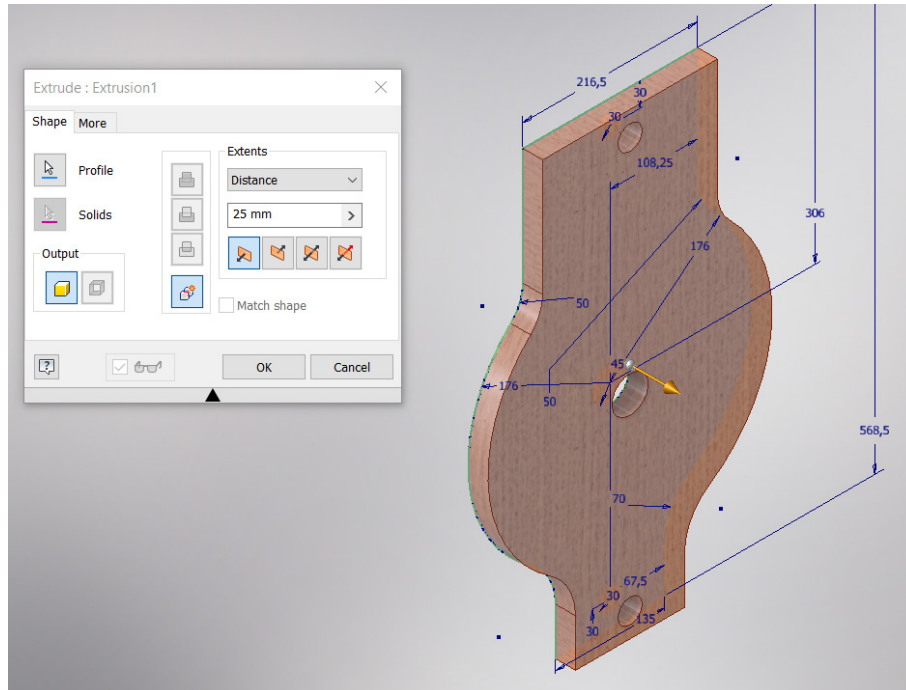 Extrude : Extrusion1
Shape
More
Profile
Solids
Output
Extents
Distance
25 mm
Match shape
OK
Cancel
216,5
30
30
108,25
306
176
50
45
176
50
568,5
70
67,5
30
135
30